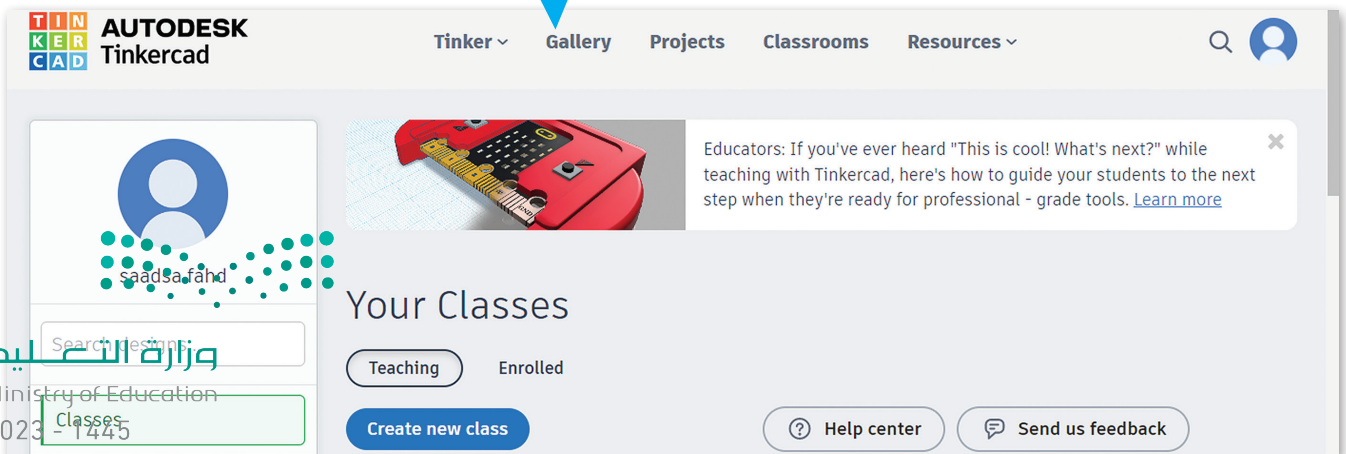 TIN
KER
CAD
AUTODESK
Tinkercad
Tinker Gallery Projects Classrooms Resources
Educators: If you've ever heard "This is cool! What's next?" while
teaching with Tinkercad, here's how to guide your students to the next
step when they're ready for professional - grade tools. Learn more
saadsa fahd
Search designs...
Classes
Your Classes
Teaching Enrolled
Create new class Help center Send us feedback
وزارة التعليم
Ministry of Education
2023 - 1445